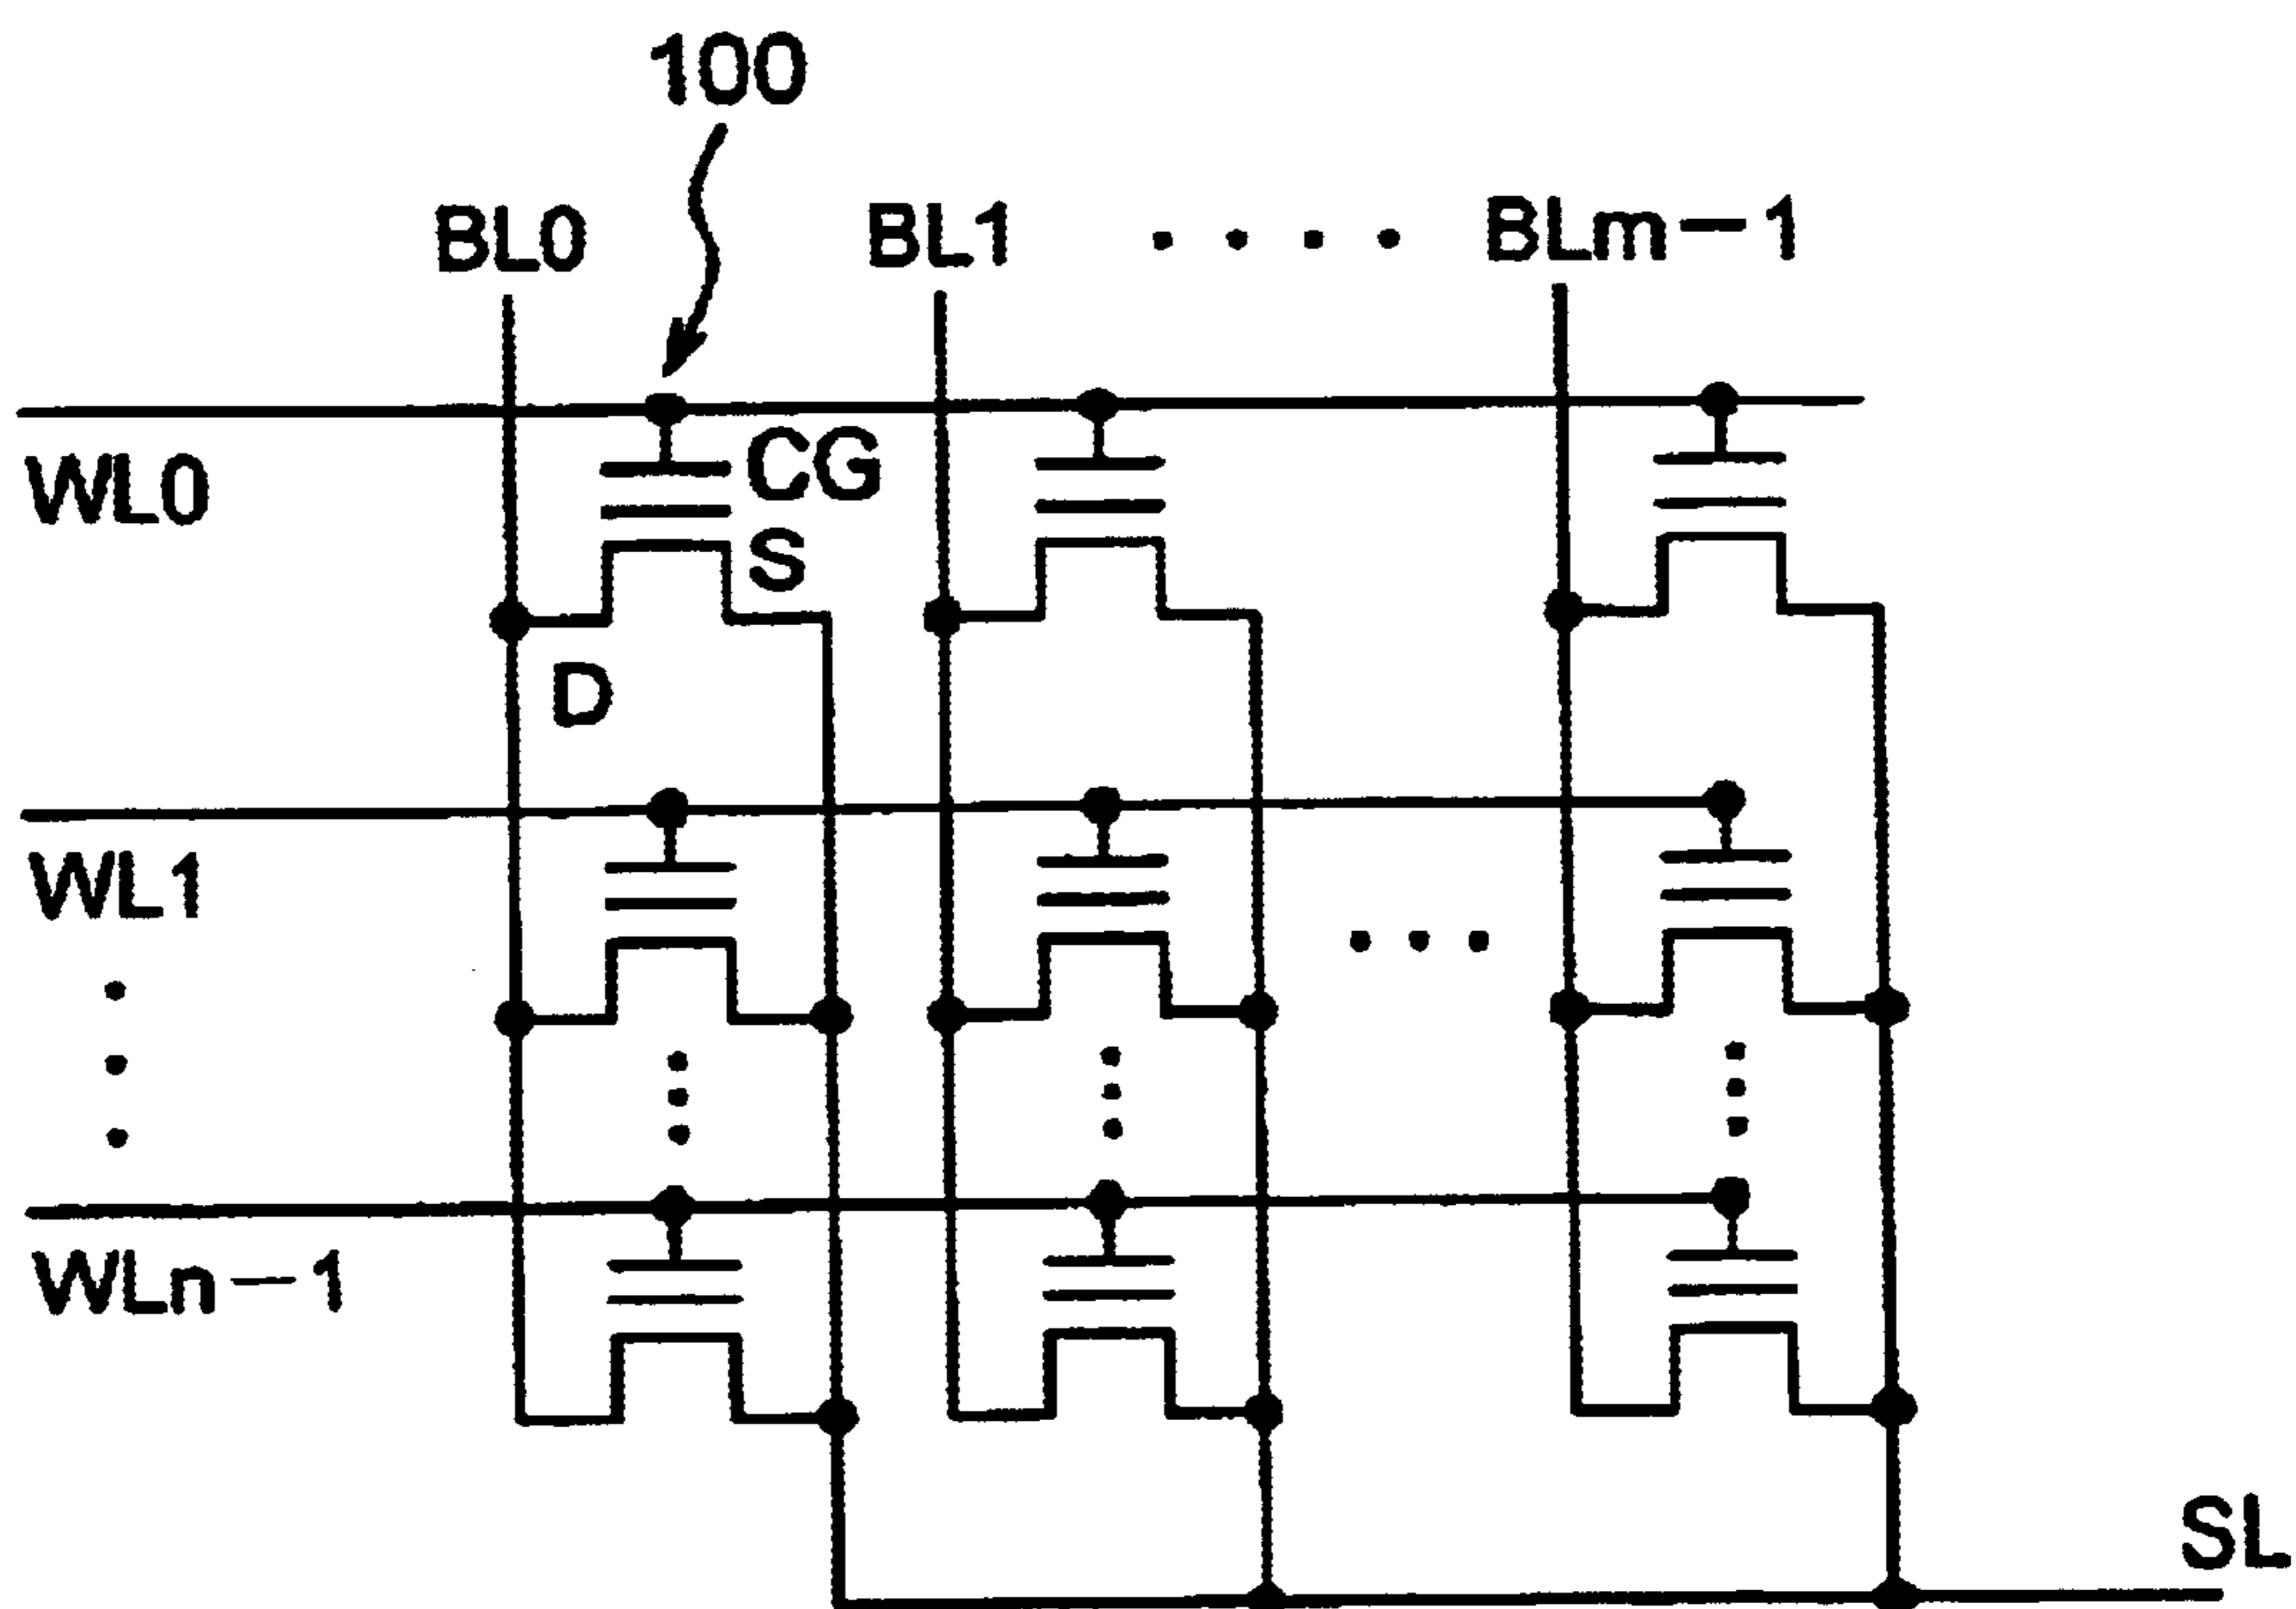 100
BL0 BL1 . . . . BLm-1
WL0
CG
S
D
WL1
WLn-1
SL